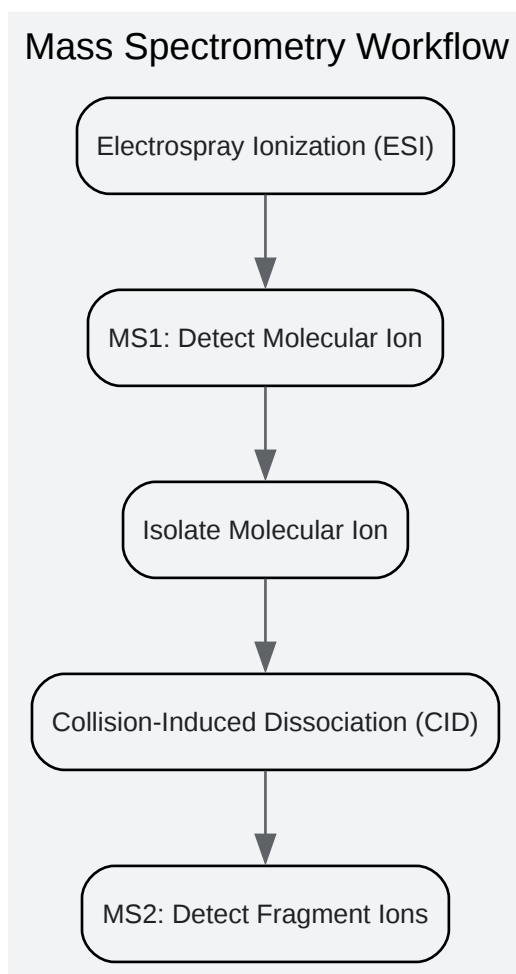 Mass Spectrometry Workflow
Electrospray Ionization (ESI)
MS1: Detect Molecular Ion
Isolate Molecular Ion
Collision-Induced Dissociation (CID)
MS2: Detect Fragment Ions